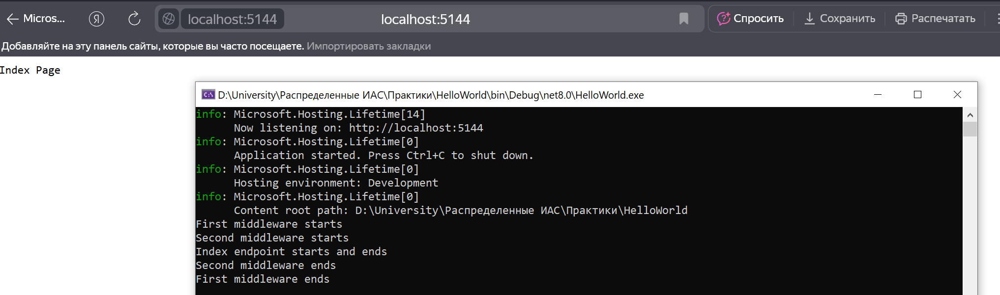 Micros... Я localhost:5144 localhost:5144 Спросить Сохранить Распечатать
Добавляйте на эту панель сайты, которые вы часто посещаете. Импортировать закладки
Index Page
C:\ D:\University\Распределенные ИАС\Практики\HelloWorld\bin\Debug\net8.0\HelloWorld.exe
info: Microsoft.Hosting.Lifetime[14]
Now listening on: http://localhost:5144
info: Microsoft.Hosting.Lifetime[0]
Application started. Press Ctrl+C to shut down.
info: Microsoft.Hosting.Lifetime[0]
Hosting environment: Development
info: Microsoft.Hosting.Lifetime[0]
Content root path: D:\University\Распределенные ИАС\Практики\HelloWorld
First middleware starts
Second middleware starts
Index endpoint starts and ends
Second middleware ends
First middleware ends